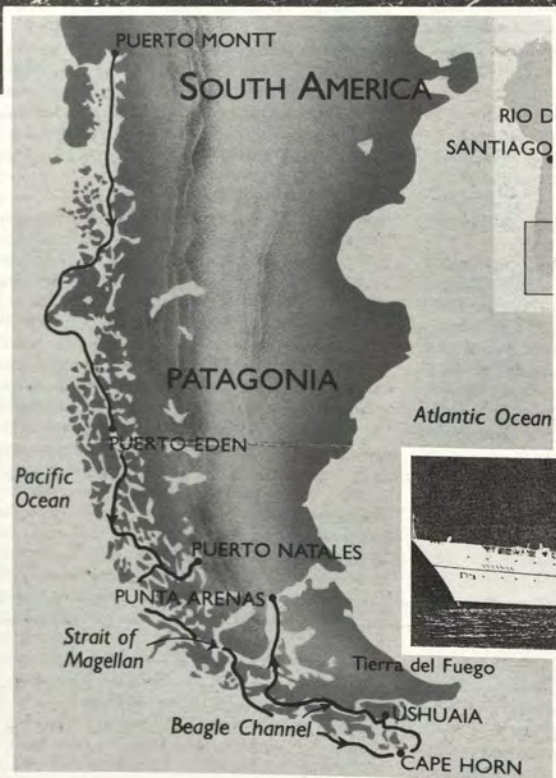 PUERTO MONTT
SOUTH AMERICA
RIO D
SANTIAGO
PATAGONIA
Atlantic Ocean
PUERTO EDEN
Pacific
Ocean
PUERTO NATALES
PUNTA ARENAS
Strait of
Magellan
Tierra del Fuego
Beagle Channel
USHUAIA
CAPE HORN